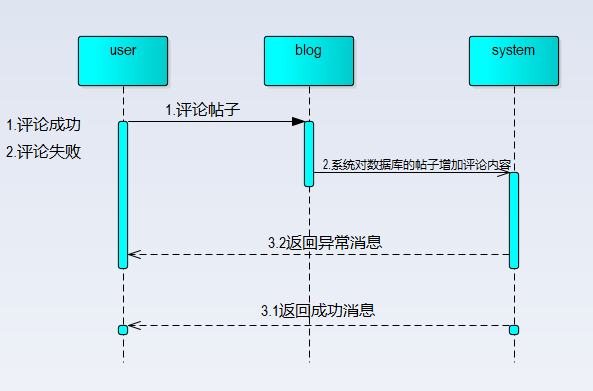 user
blog
system
1.评论帖子
1.评论成功
2.评论失败
2.系统对数据库的帖子增加评论内容
3.2返回异常消息
3.1返回成功消息